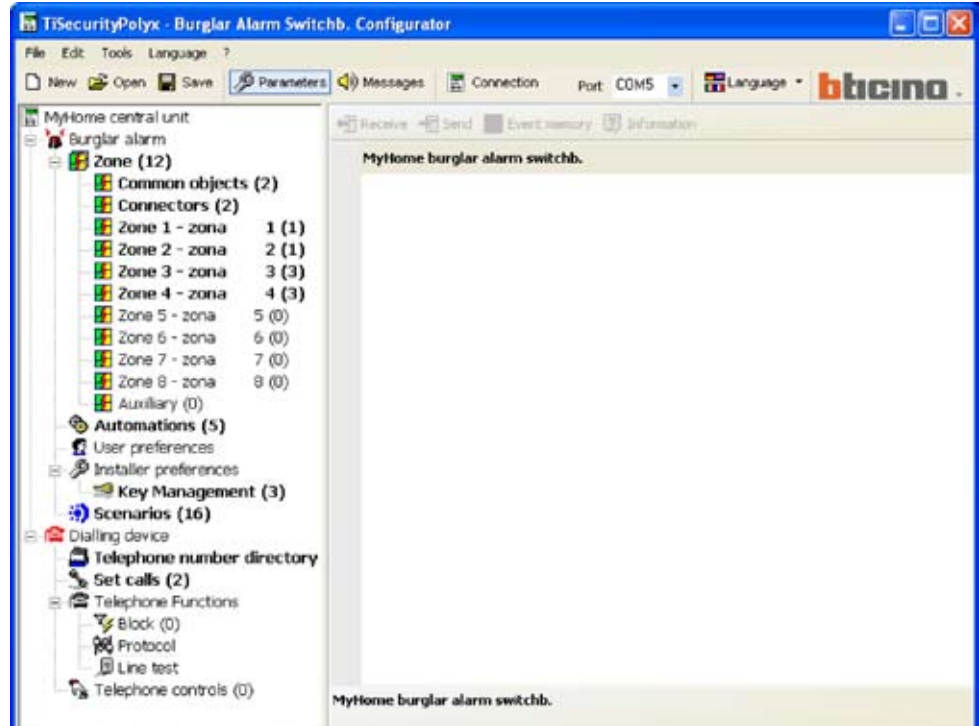 TiSecurityPolyx - Burglar Alarm Switchb. Configurator
File Edit Tools Language ?
New Open Save Parameters Messages Connection Port COM5 Language bticino
MyHome central unit
Receive Send Event memory Information
Burglar alarm
MyHome burglar alarm switchb.
Zone (12)
Common objects (2)
Connectors (2)
Zone 1 - zona 1 (1)
Zone 2 - zona 2 (1)
Zone 3 - zona 3 (3)
Zone 4 - zona 4 (3)
Zone 5 - zona 5 (0)
Zone 6 - zona 6 (0)
Zone 7 - zona 7 (0)
Zone 8 - zona 8 (0)
Auxiliary (0)
Automations (5)
User preferences
Installer preferences
Key Management (3)
Scenarios (16)
Dialling device
Telephone number directory
Set calls (2)
Telephone Functions
Block (0)
Protocol
Line test
Telephone controls (0)
MyHome burglar alarm switchb.